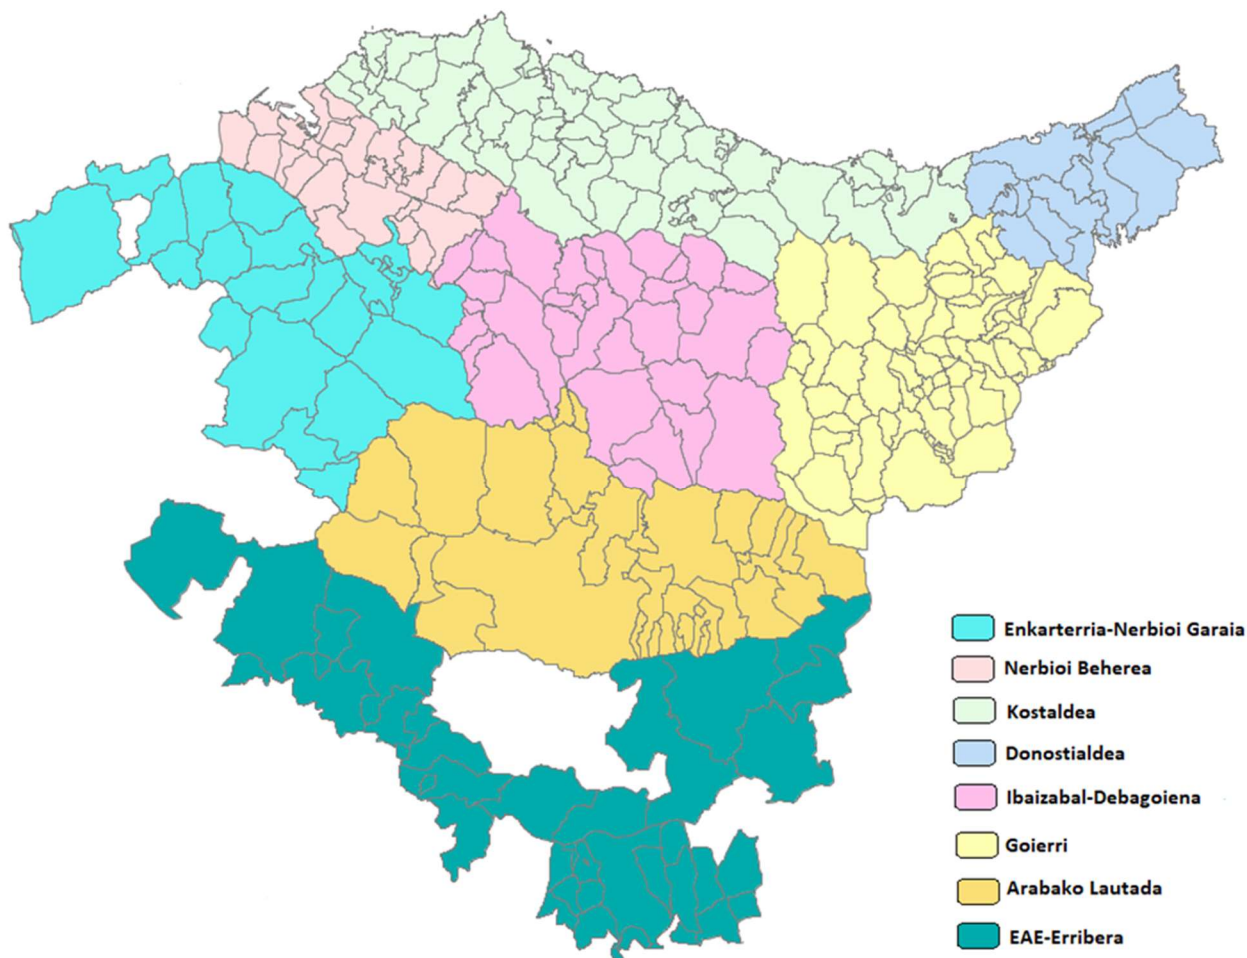 Enkarterria-Nerbioi Garaia
Nerbioi Beherea
Kostaldea
Donostialdea
Ibaizabal-Debagoiena
Goierri
Arabako Lautada
EAE-Erribera